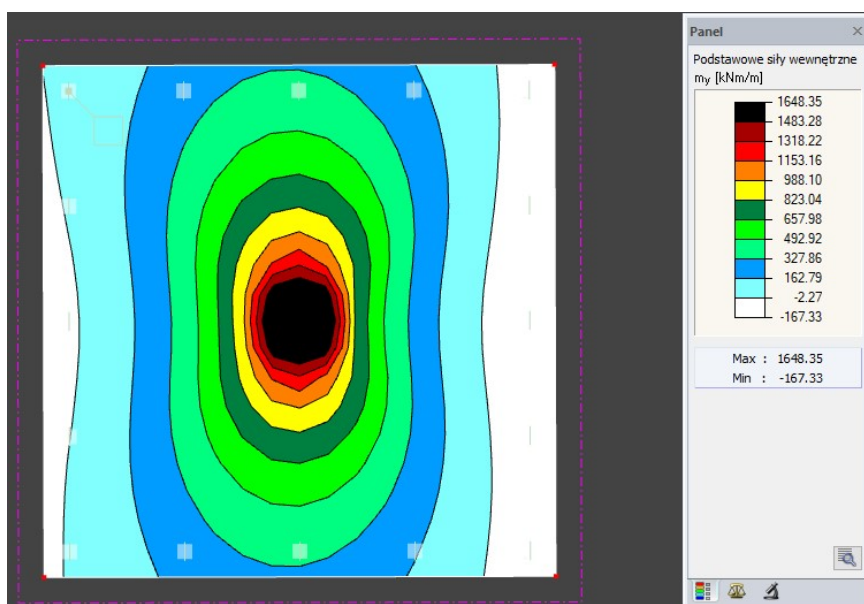 Panel
Podstawowe siły wewnętrzne
my [kNm/m]
1648.35
1483.28
1318.22
1153.16
988.10
823.04
657.98
492.92
327.86
162.79
-2.27
-167.33
Max : 1648.35
Min : -167.33